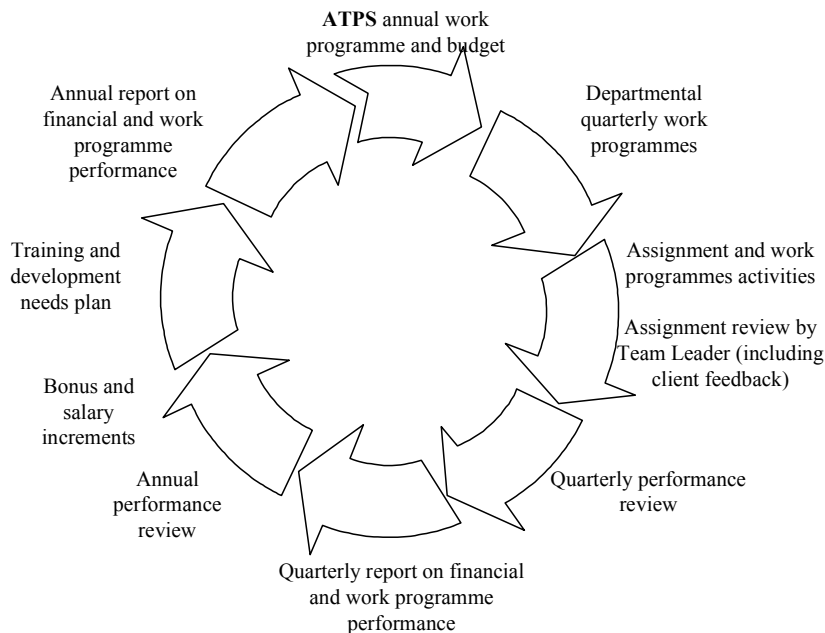 ATPS annual work
programme and budget
Departmental
quarterly work
programmes
Assignment and work
programmes activities
Assignment review by
Team Leader (including
client feedback)
Quarterly performance
review
Quarterly report on financial
and work programme
performance
Annual
performance
review
Bonus and
salary
increments
Training and
development
needs plan
Annual report on
financial and work
programme
performance